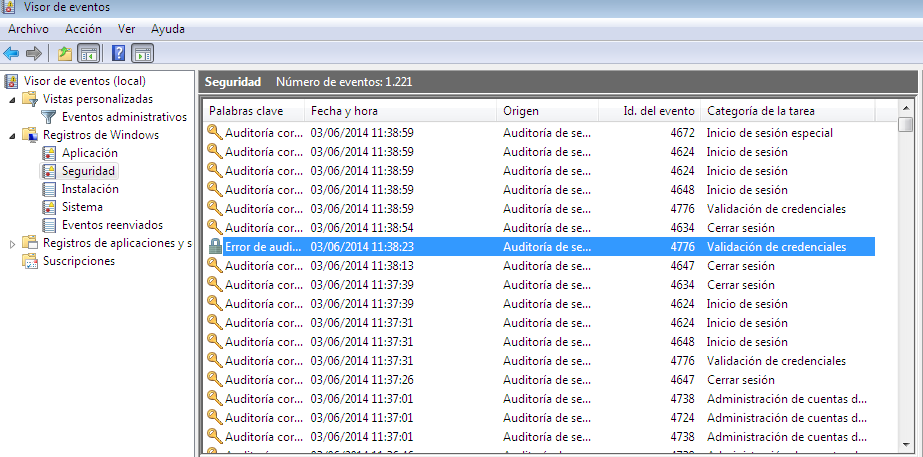 Visor de eventos
Archivo Acción Ver Ayuda
Visor de eventos (local)
Vistas personalizadas
Eventos administrativos
Registros de Windows
Aplicación
Seguridad
Instalación
Sistema
Eventos reenviados
Registros de aplicaciones y s
Suscripciones
Seguridad Número de eventos: 1.221
Palabras clave Fecha y hora Origen Id. del evento Categoría de la tarea
Auditoría cor... 03/06/2014 11:38:59 Auditoría de se... 4672 Inicio de sesión especial
Auditoría cor... 03/06/2014 11:38:59 Auditoría de se... 4624 Inicio de sesión
Auditoría cor... 03/06/2014 11:38:59 Auditoría de se... 4624 Inicio de sesión
Auditoría cor... 03/06/2014 11:38:59 Auditoría de se... 4648 Inicio de sesión
Auditoría cor... 03/06/2014 11:38:59 Auditoría de se... 4776 Validación de credenciales
Auditoría cor... 03/06/2014 11:38:54 Auditoría de se... 4634 Cerrar sesión
Error de audi... 03/06/2014 11:38:23 Auditoría de se... 4776 Validación de credenciales
Auditoría cor... 03/06/2014 11:38:13 Auditoría de se... 4647 Cerrar sesión
Auditoría cor... 03/06/2014 11:37:39 Auditoría de se... 4634 Cerrar sesión
Auditoría cor... 03/06/2014 11:37:39 Auditoría de se... 4624 Inicio de sesión
Auditoría cor... 03/06/2014 11:37:31 Auditoría de se... 4624 Inicio de sesión
Auditoría cor... 03/06/2014 11:37:31 Auditoría de se... 4648 Inicio de sesión
Auditoría cor... 03/06/2014 11:37:31 Auditoría de se... 4776 Validación de credenciales
Auditoría cor... 03/06/2014 11:37:26 Auditoría de se... 4647 Cerrar sesión
Auditoría cor... 03/06/2014 11:37:01 Auditoría de se... 4738 Administración de cuentas d...
Auditoría cor... 03/06/2014 11:37:01 Auditoría de se... 4724 Administración de cuentas d...
Auditoría cor... 03/06/2014 11:37:01 Auditoría de se... 4738 Administración de cuentas d...